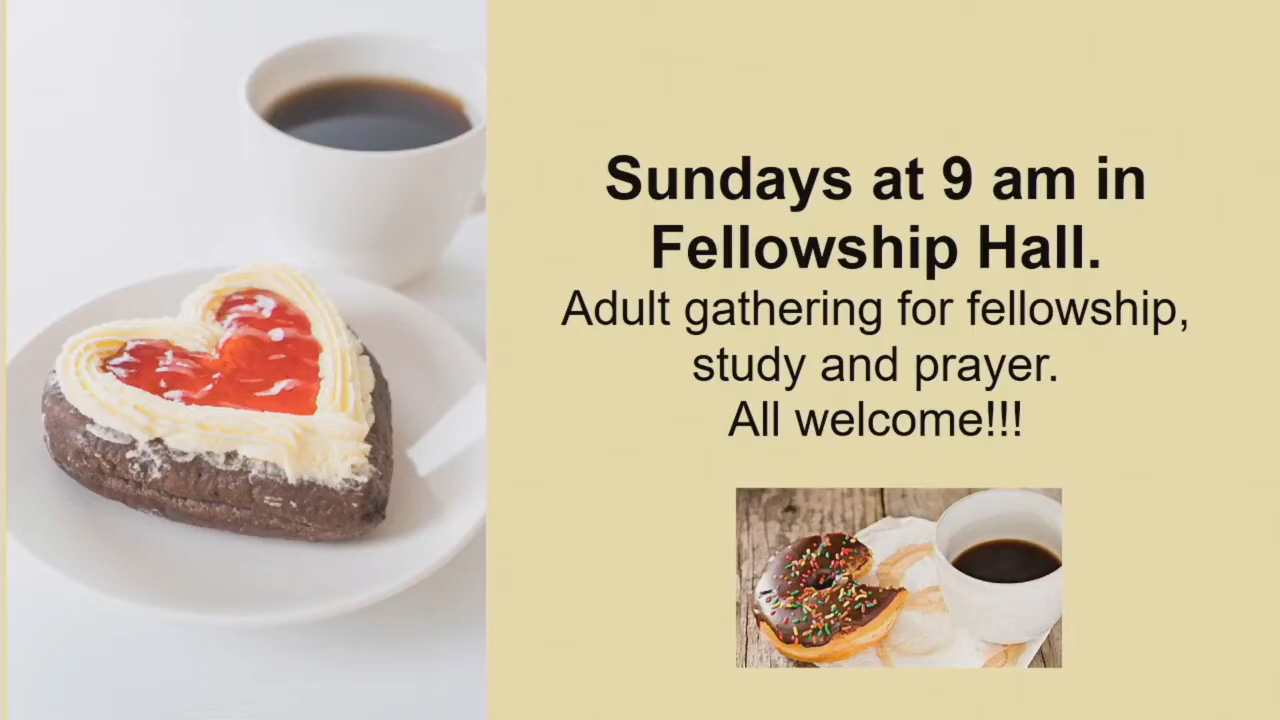 Sundays at 9 am in
Fellowship Hall.
Adult gathering for fellowship,
study and prayer.
All welcome!!!